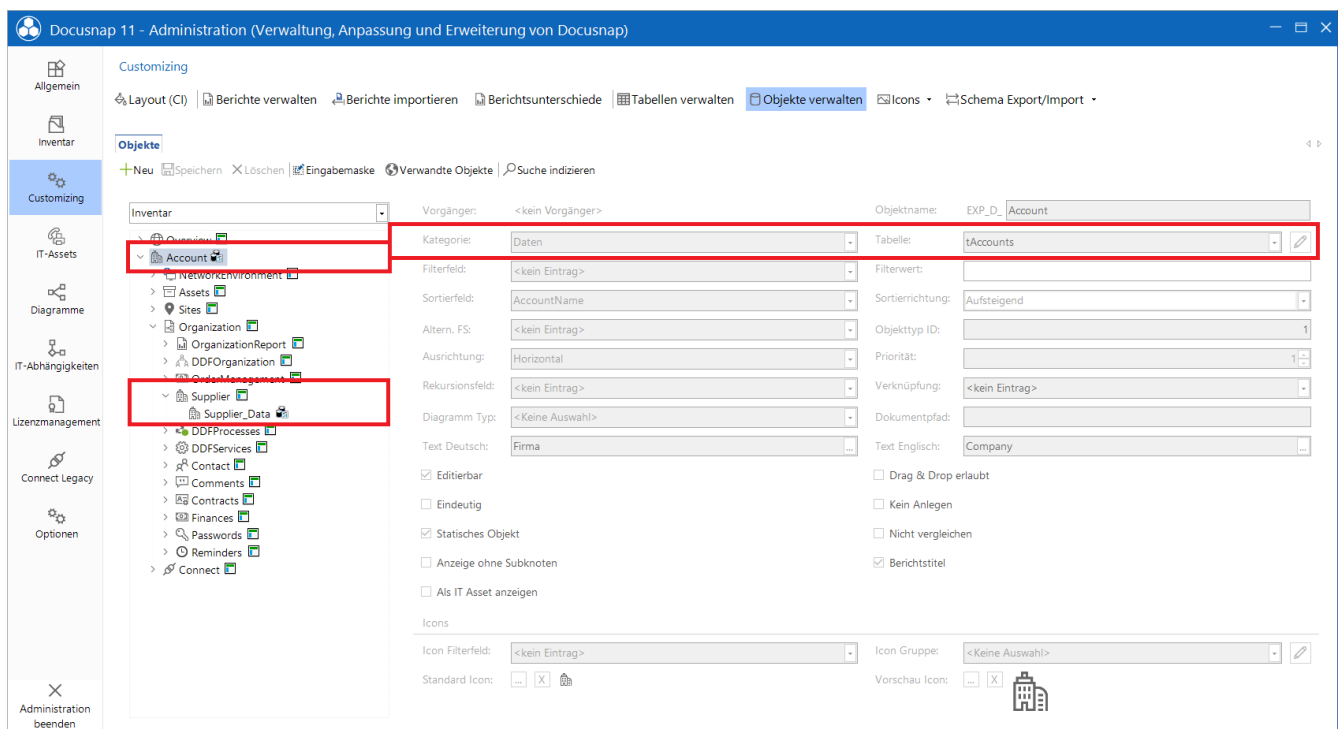 Docusnap 11 - Administration (Verwaltung, Anpassung und Erweiterung von Docusnap)
Allgemein
Inventar
Customizing
IT-Assets
Diagramme
IT-Abhängigkeiten
Lizenzmanagement
Connect Legacy
Optionen
Administration
beenden
Customizing
Layout (CI) Berichte verwalten Berichte importieren Berichtsunterschiede Tabellen verwalten Objekte verwalten Icons Schema Export/Import
Objekte
Neu Speichern Löschen Eingabemaske Verwandte Objekte Suche indizieren
Inventar
Overview
Account
NetworkEnvironment
Assets
Sites
Organization
OrganizationReport
DDFOrganization
OrderManagement
Supplier
Supplier_Data
DDFProcesses
DDFServices
Contact
Comments
Contracts
Finances
Passwords
Reminders
Connect
Vorgänger: <kein Vorgänger> Objektname: EXP_D_ Account
Kategorie: Daten Tabelle: tAccounts
Filterfeld: <kein Eintrag> Filterwert:
Sortierfeld: AccountName Sortierrichtung: Aufsteigend
Altern. FS: <kein Eintrag> Objekttyp ID: 1
Ausrichtung: Horizontal Priorität: 1
Rekursionsfeld: <kein Eintrag> Verknüpfung: <kein Eintrag>
Diagramm Typ: <Keine Auswahl> Dokumentpfad:
Text Deutsch: Firma ... Text Englisch: Company ...
Editierbar Drag & Drop erlaubt
Eindeutig Kein Anlegen
Statisches Objekt Nicht vergleichen
Anzeige ohne Subknoten Berichtstitel
Als IT Asset anzeigen
Icons
Icon Filterfeld: <kein Eintrag> Icon Gruppe: <Keine Auswahl>
Standard Icon: ... X Vorschau Icon: ... X